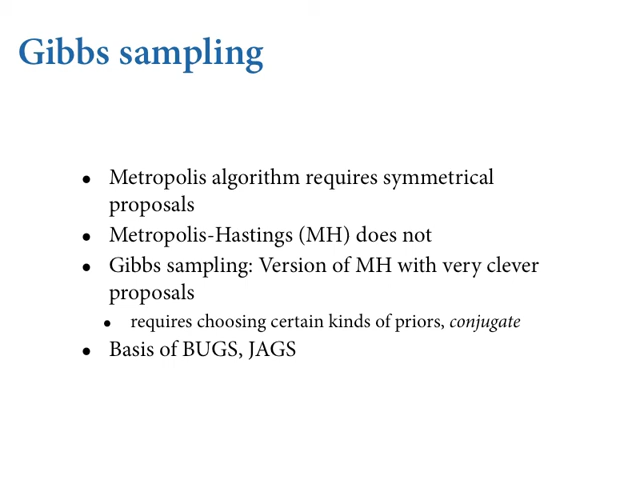 Gibbs sampling
• Metropolis algorithm requires symmetrical
proposals
• Metropolis-Hastings (MH) does not
• Gibbs sampling: Version of MH with very clever
proposals
• requires choosing certain kinds of priors, conjugate
• Basis of BUGS, JAGS